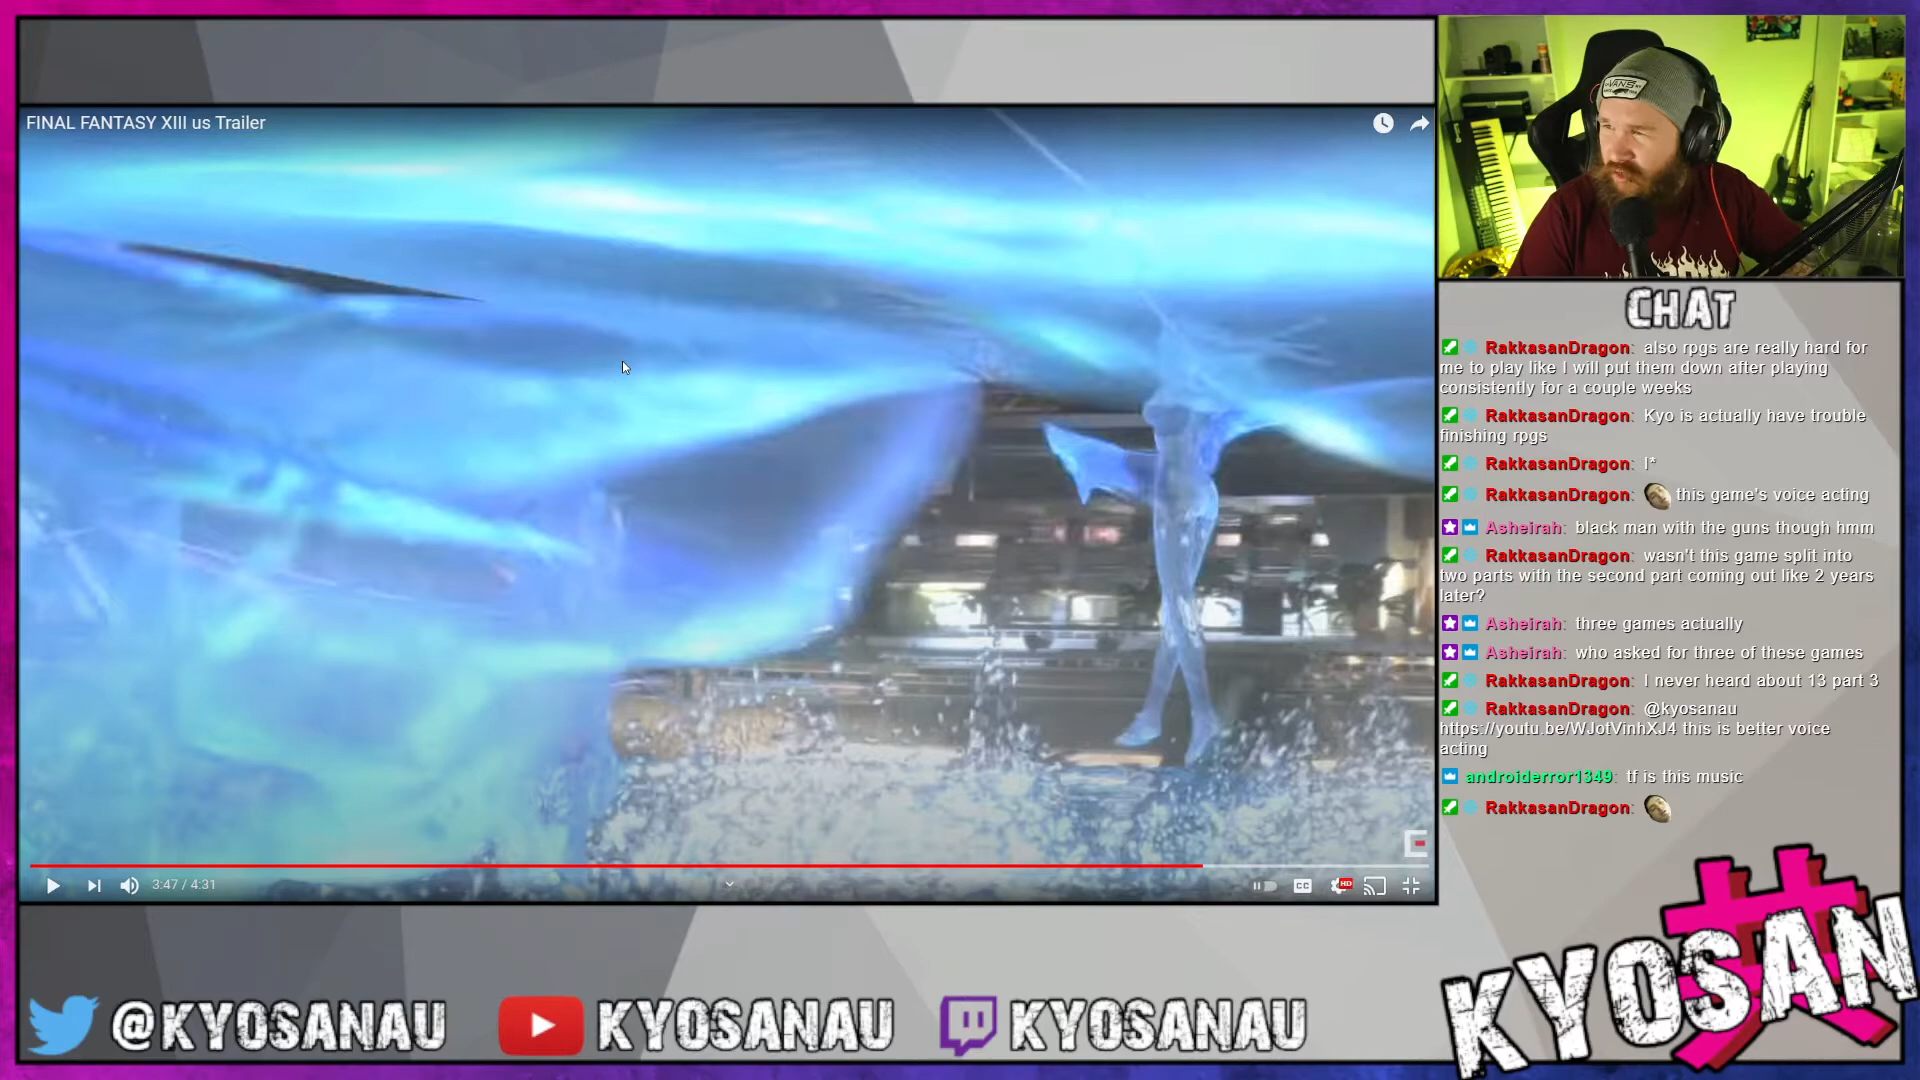 FINAL FANTASY XIII us Trailer
VANS
CHAT
RakkasanDragon: also rpgs are really hard for
me to play like I will put them down after playing
consistently for a couple weeks
RakkasanDragon: Kyo is actually have trouble
finishing rpgs
RakkasanDragon: I*
RakkasanDragon: this game's voice acting
Asheirah: black man with the guns though hmm
RakkasanDragon: wasn't this game split into
two parts with the second part coming out like 2 years
later?
Asheirah: three games actually
Asheirah: who asked for three of these games
RakkasanDragon: I never heard about 13 part 3
RakkasanDragon: @kyosanau
https://youtu.be/WJotVinhXJ4 this is better voice
acting
androiderror1349: tf is this music
RakkasanDragon:
3:47 / 4:31
CC
HD
@KYOSANAU
KYOSANAU
KYOSANAU
KYOSAN